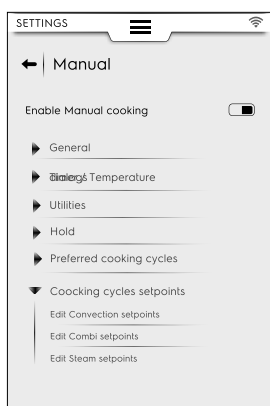 SETTINGS
Manual
Enable Manual cooking
General
Temperature
Utilities
Hold
Preferred cooking cycles
Coocking cycles setpoints
Edit Convection setpoints
Edit Combi setpoints
Edit Steam setpoints